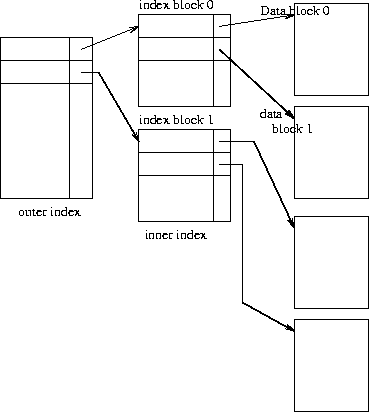 index block 0
Data block 0
data
block 1
index block 1
outer index
inner index